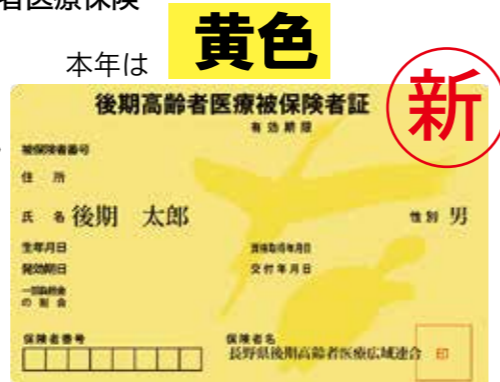 者医療保険
本年は 黄色
新
後期高齢者医療被保険者証
有効期限
被保険者番号
住 所
氏 名 後期 太郎 性別 男
生年月日 資格取得年月日
発効期日 交付年月日
一部負担金
の割合
保険者番号 保険者名
長野県後期高齢者医療広域連合 印